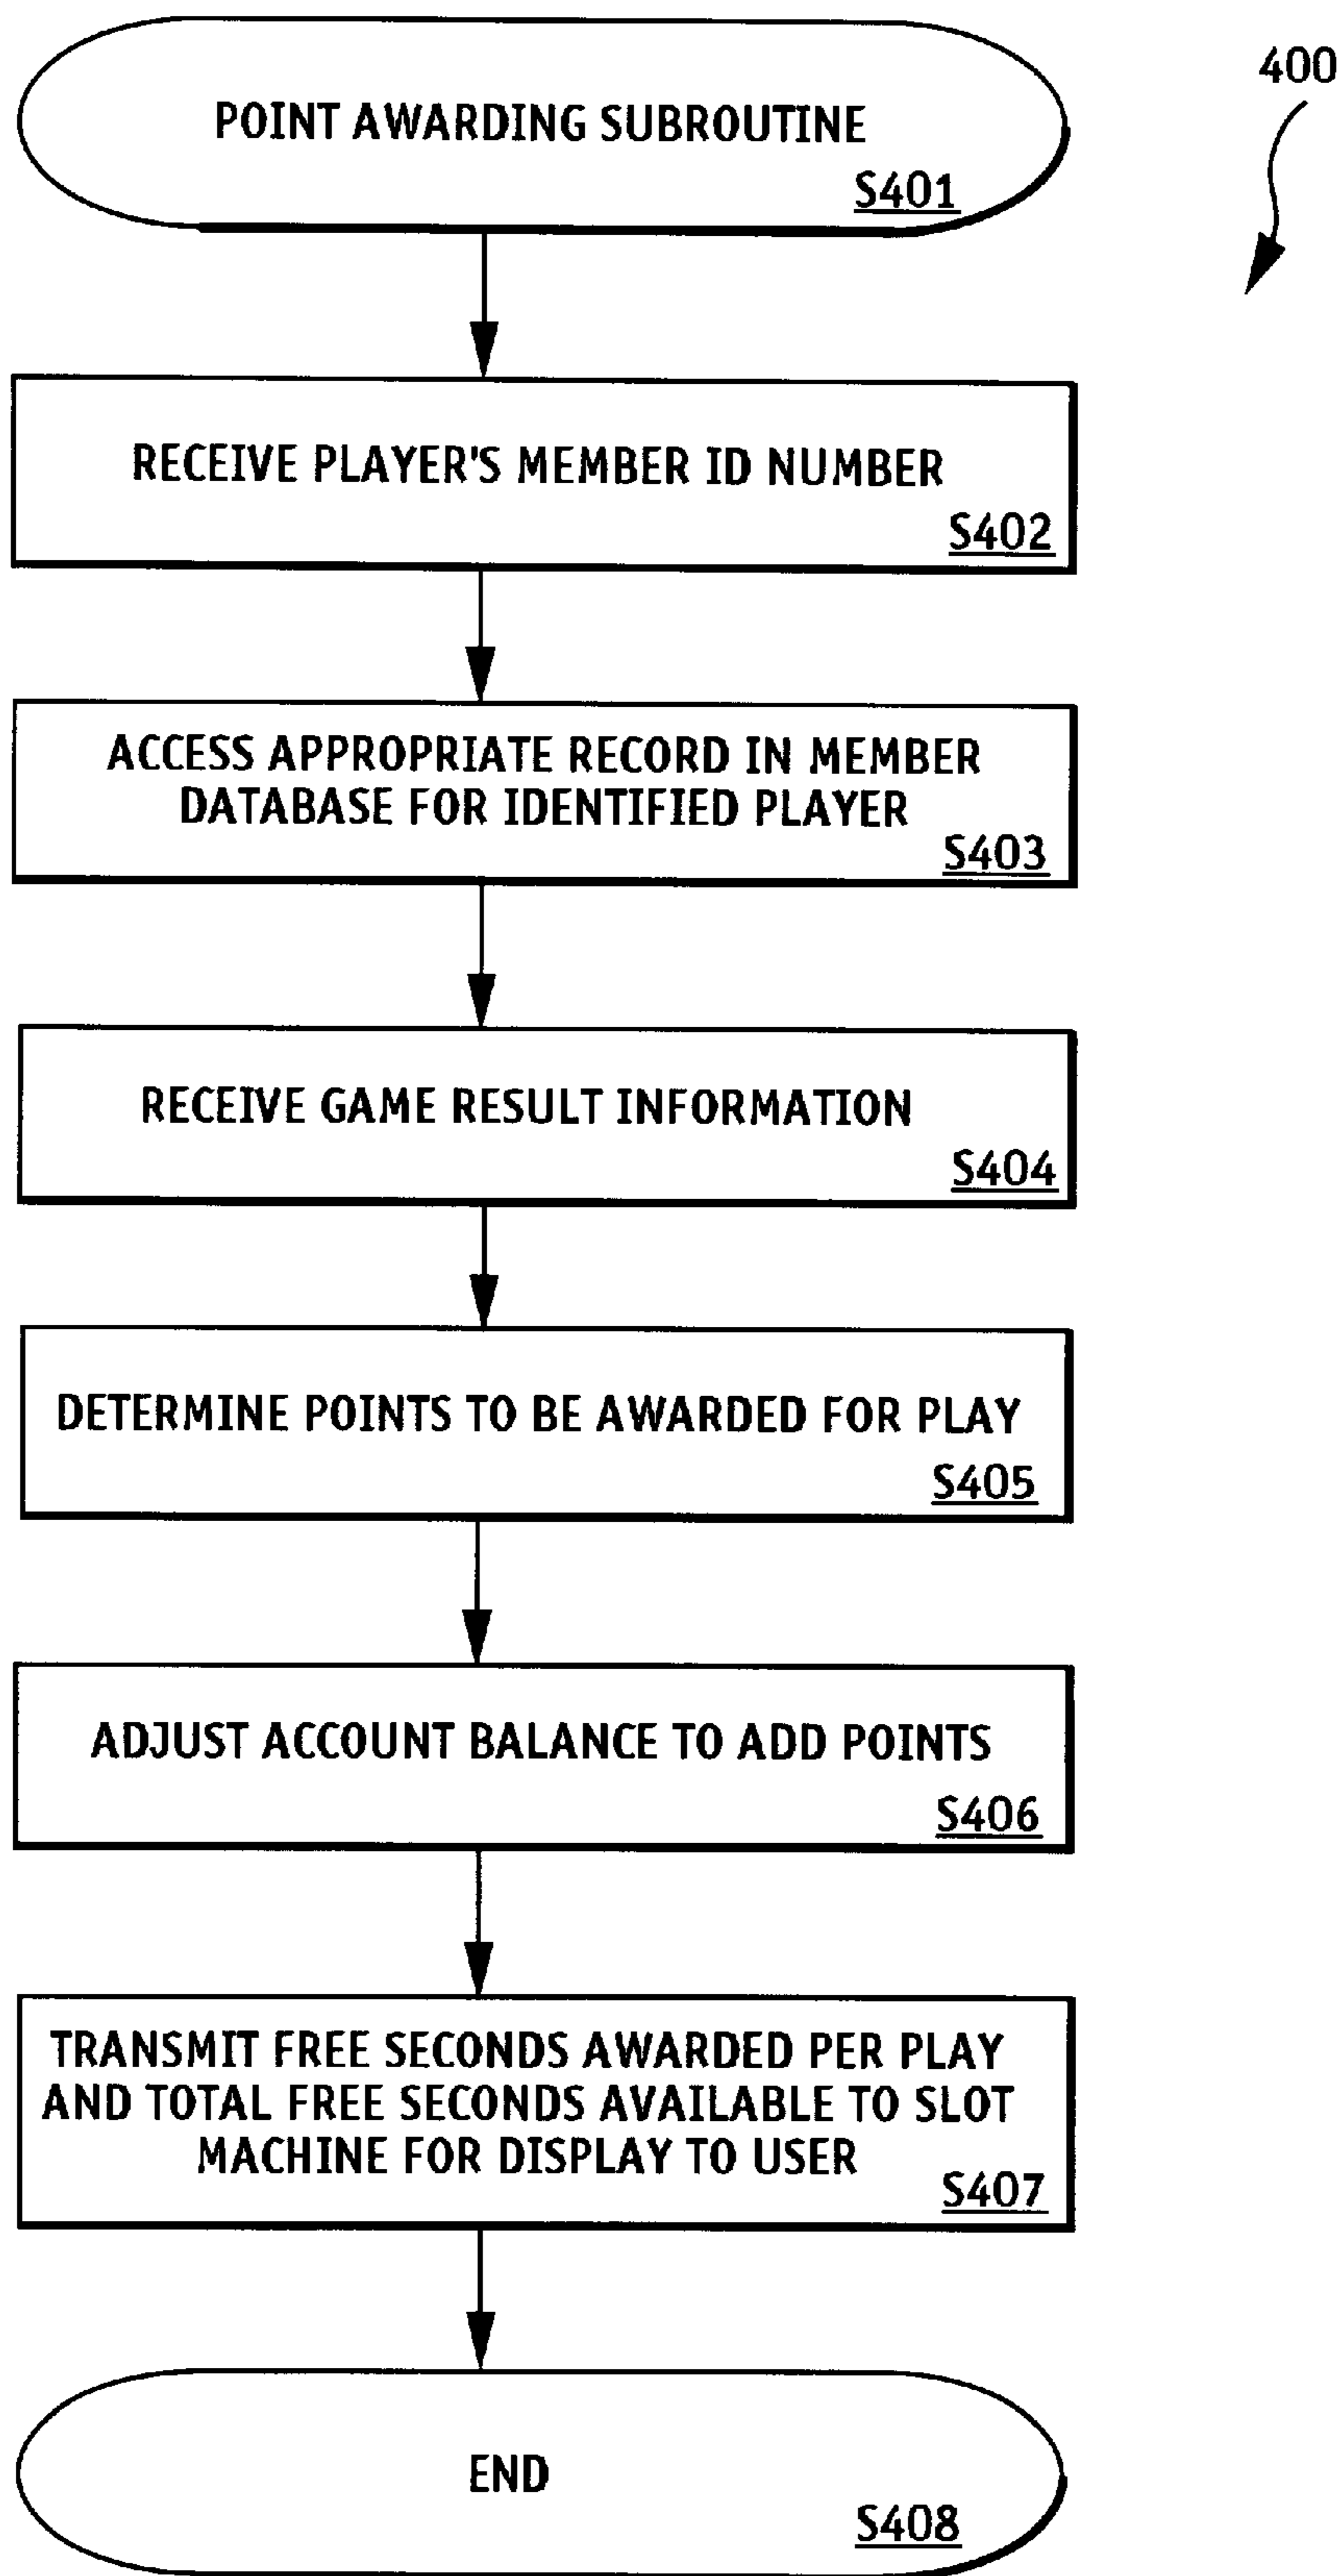 400
POINT AWARDING SUBROUTINE
S401
RECEIVE PLAYER'S MEMBER ID NUMBER
S402
ACCESS APPROPRIATE RECORD IN MEMBER
DATABASE FOR IDENTIFIED PLAYER
S403
RECEIVE GAME RESULT INFORMATION
S404
DETERMINE POINTS TO BE AWARDED FOR PLAY
S405
ADJUST ACCOUNT BALANCE TO ADD POINTS
S406
TRANSMIT FREE SECONDS AWARDED PER PLAY
AND TOTAL FREE SECONDS AVAILABLE TO SLOT
MACHINE FOR DISPLAY TO USER
S407
END
S408